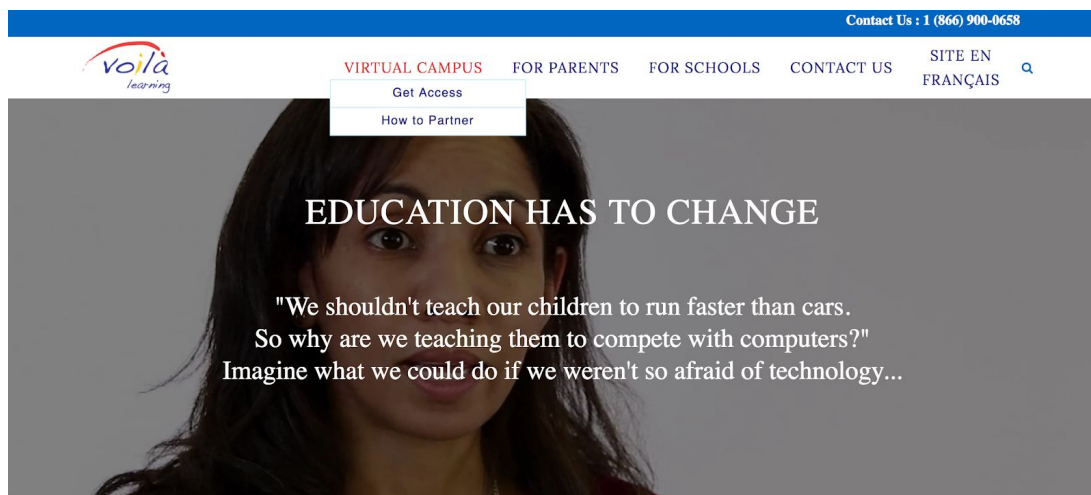 Contact Us : 1 (866) 900-0658
voilà
learning
VIRTUAL CAMPUS FOR PARENTS FOR SCHOOLS CONTACT US SITE EN
FRANÇAIS
Get Access
How to Partner
EDUCATION HAS TO CHANGE
"We shouldn't teach our children to run faster than cars.
So why are we teaching them to compete with computers?"
Imagine what we could do if we weren't so afraid of technology...